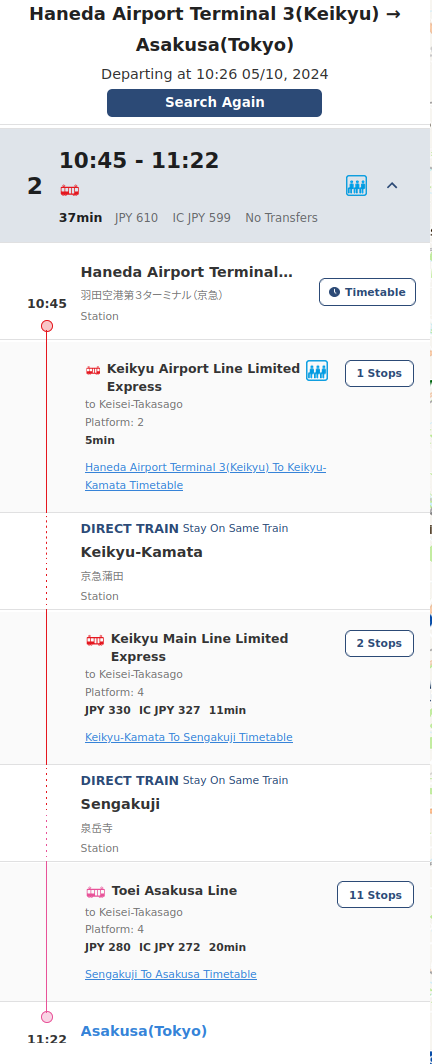 Haneda Airport Terminal 3(Keikyu) →
Asakusa(Tokyo)
Departing at 10:26 05/10, 2024
Search Again
2
10:45 - 11:22
37min JPY 610 IC JPY 599 No Transfers
10:45
Haneda Airport Terminal...
羽田空港第3ターミナル(京急)
Station
Timetable
Keikyu Airport Line Limited
Express
1 Stops
to Keisei-Takasago
Platform: 2
5min
Haneda Airport Terminal 3(Keikyu) To Keikyu-
Kamata Timetable
DIRECT TRAIN Stay On Same Train
Keikyu-Kamata
京急蒲田
Station
Keikyu Main Line Limited
Express
2 Stops
to Keisei-Takasago
Platform: 4
JPY 330 IC JPY 327 11min
Keikyu-Kamata To Sengakuji Timetable
DIRECT TRAIN Stay On Same Train
Sengakuji
泉岳寺
Station
Toei Asakusa Line
11 Stops
to Keisei-Takasago
Platform: 4
JPY 280 IC JPY 272 20min
Sengakuji To Asakusa Timetable
11:22
Asakusa(Tokyo)